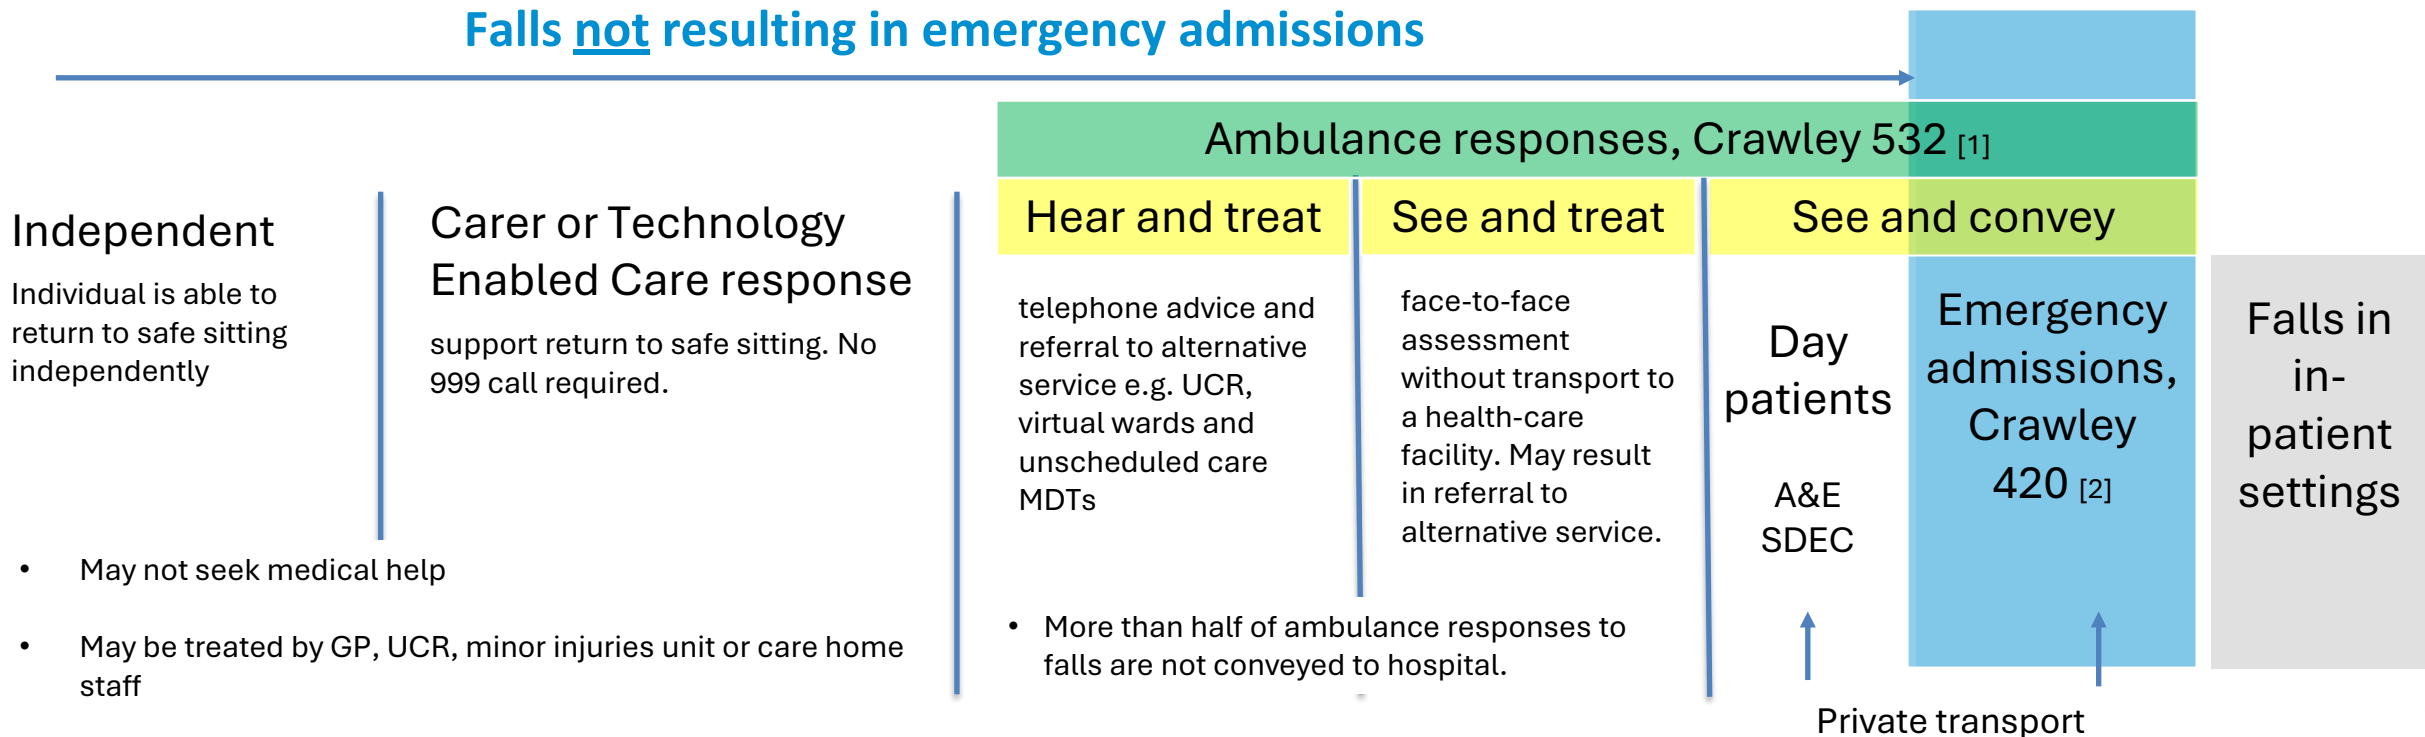 Falls not resulting in emergency admissions
Ambulance responses, Crawley 532 [1]
Independent
Individual is able to
return to safe sitting
independently
Carer or Technology
Enabled Care response
support return to safe sitting. No
999 call required.
• May not seek medical help
• May be treated by GP, UCR, minor injuries unit or care home
staff
Hear and treat
telephone advice and
referral to alternative
service e.g. UCR,
virtual wards and
unscheduled care
MDTs
See and treat
face-to-face
assessment
without transport to
a health-care
facility. May result
in referral to
alternative service.
• More than half of ambulance responses to
falls are not conveyed to hospital.
See and convey
Day
patients
A&E
SDEC
Emergency
admissions,
Crawley
420 [2]
Private transport
Falls in
in-
patient
settings